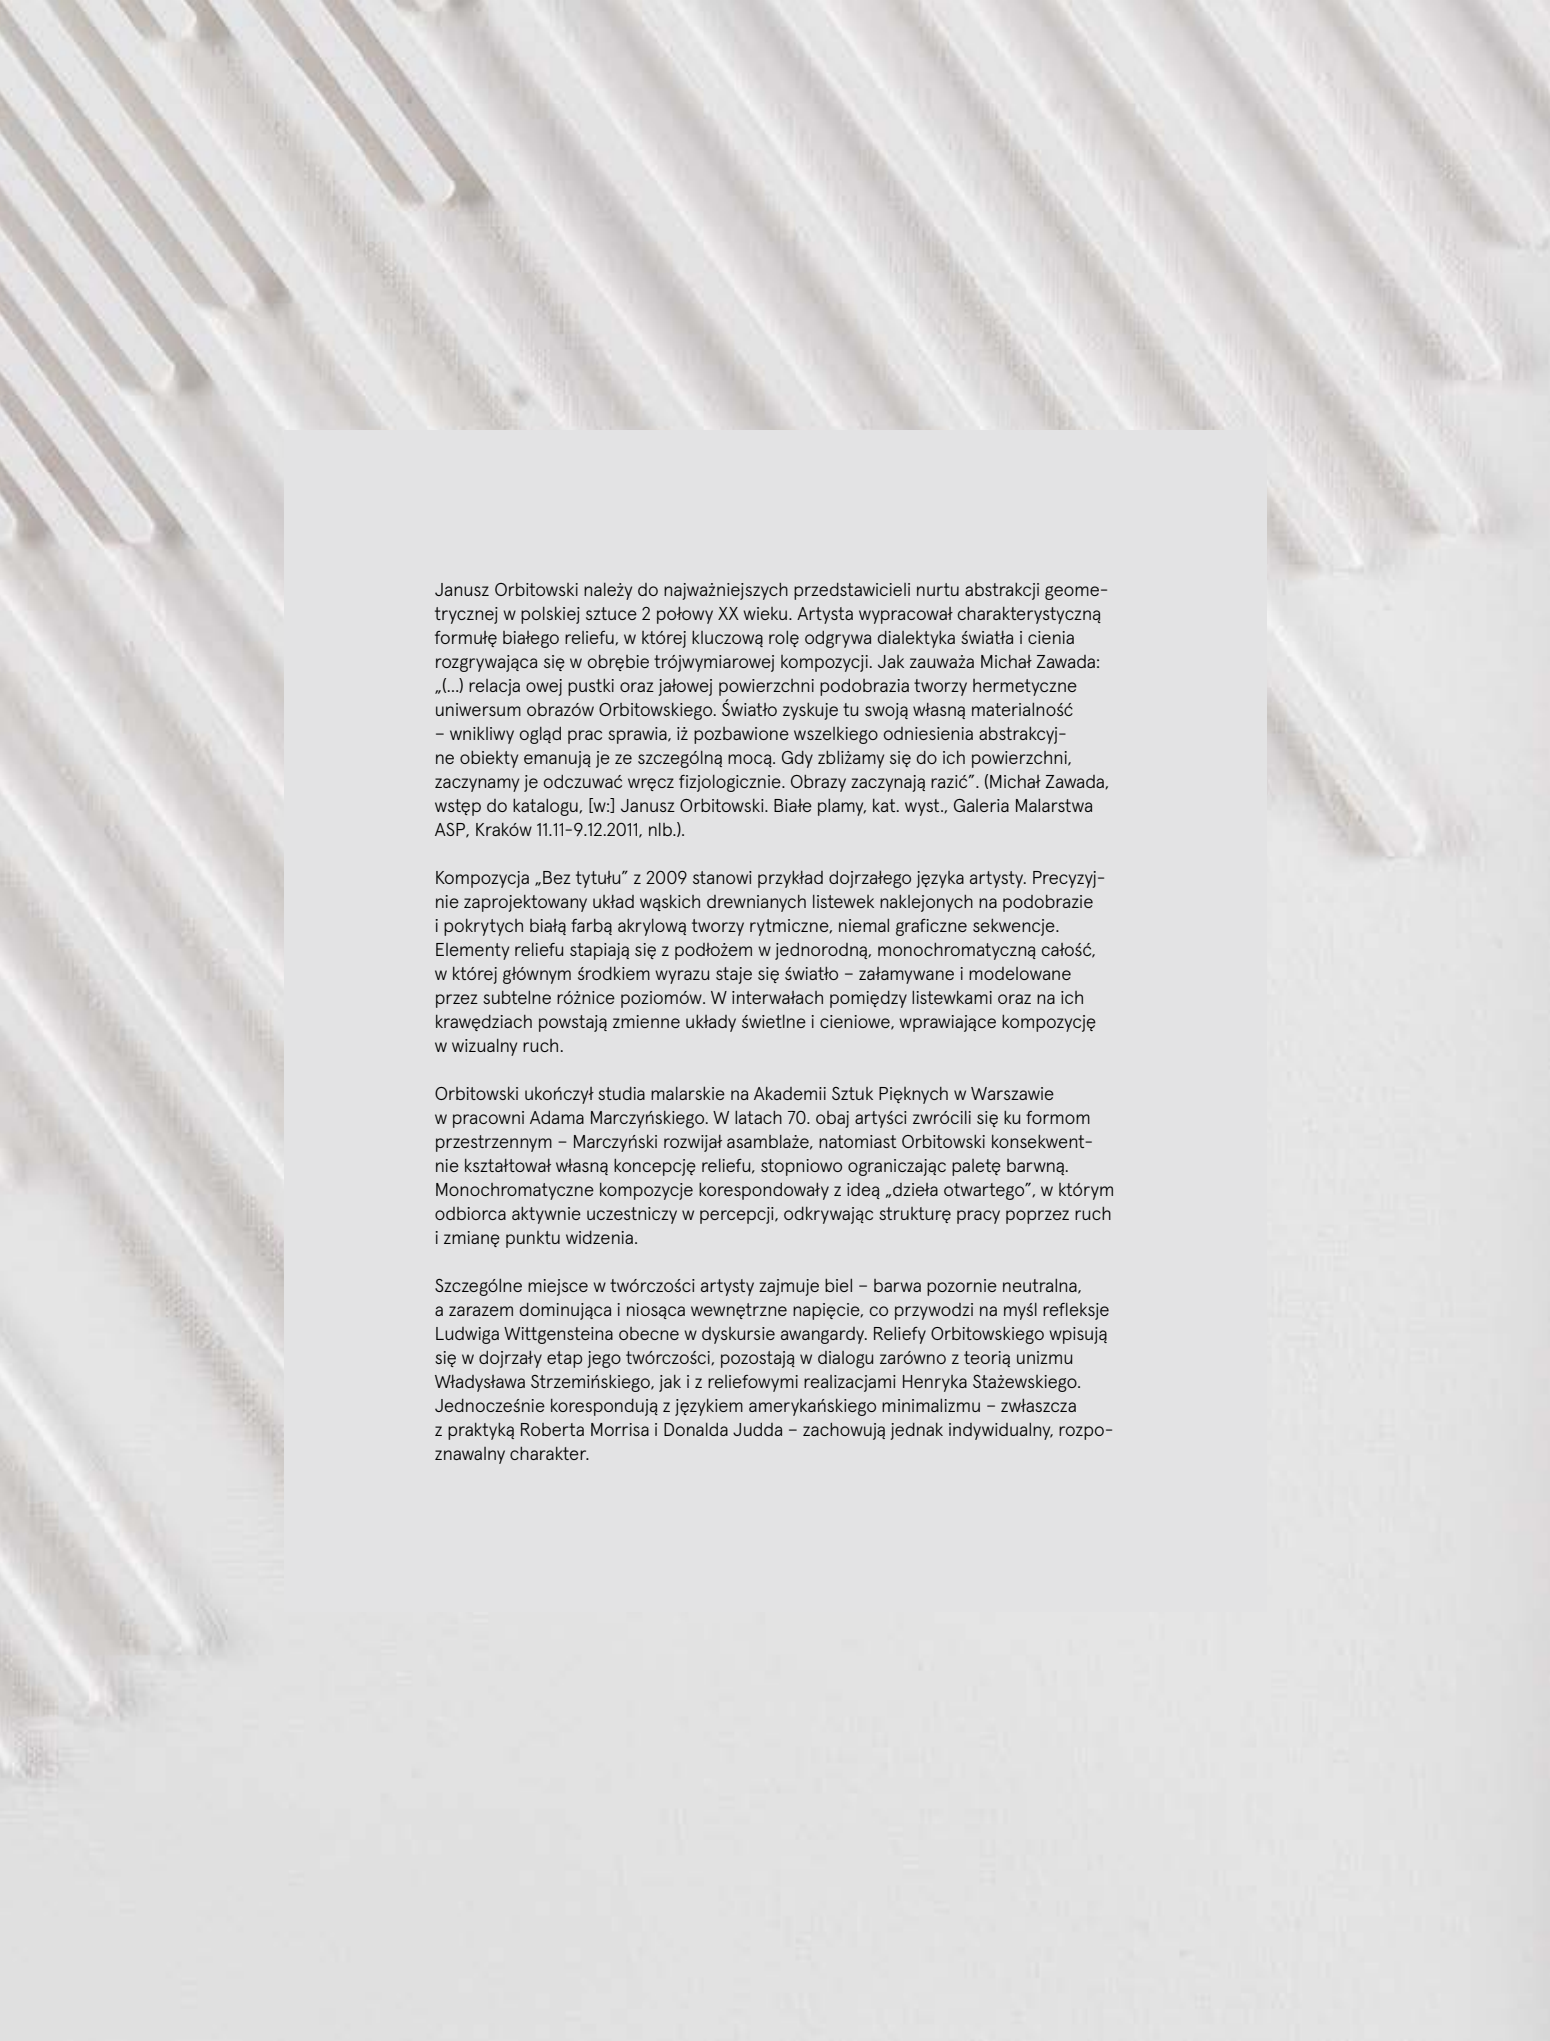 Janusz Orbitowski należy do najważniejszych przedstawicieli nurtu abstrakcji geome-
trycznej w polskiej sztuce 2 połowy XX wieku. Artysta wypracował charakterystyczną
formułę białego reliefu, w której kluczową rolę odgrywa dialektyka światła i cienia
rozgrywająca się w obrębie trójwymiarowej kompozycji. Jak zauważa Michał Zawada:
„(...) relacja owej pustki oraz jałowej powierzchni podobrazia tworzy hermetyczne
uniwersum obrazów Orbitowskiego. Światło zyskuje tu swoją własną materialność
– wnikliwy ogląd prac sprawia, iż pozbawione wszelkiego odniesienia abstrakcyj-
ne obiekty emanują je ze szczególną mocą. Gdy zbliżamy się do ich powierzchni,
zaczynamy je odczuwać wręcz fizjologicznie. Obrazy zaczynają razić”. (Michał Zawada,
wstęp do katalogu, [w:] Janusz Orbitowski. Białe plamy, kat. wyst., Galeria Malarstwa
ASP, Kraków 11.11-9.12.2011, nlb.).

Kompozycja „Bez tytułu” z 2009 stanowi przykład dojrzałego języka artysty. Precyzyj-
nie zaprojektowany układ wąskich drewnianych listewek naklejonych na podobrazie
i pokrytych białą farbą akrylową tworzy rytmiczne, niemal graficzne sekwencje.
Elementy reliefu stapiają się z podłożem w jednorodną, monochromatyczną całość,
w której głównym środkiem wyrazu staje się światło – załamywane i modelowane
przez subtelne różnice poziomów. W interwałach pomiędzy listewkami oraz na ich
krawędziach powstają zmienne układy świetlne i cieniowe, wprawiające kompozycję
w wizualny ruch.

Orbitowski ukończył studia malarskie na Akademii Sztuk Pięknych w Warszawie
w pracowni Adama Marczyńskiego. W latach 70. obaj artyści zwrócili się ku formom
przestrzennym – Marczyński rozwijał asamblaże, natomiast Orbitowski konsekwent-
nie kształtował własną koncepcję reliefu, stopniowo ograniczając paletę barwną.
Monochromatyczne kompozycje korespondowały z ideą „dzieła otwartego”, w którym
odbiorca aktywnie uczestniczy w percepcji, odkrywając strukturę pracy poprzez ruch
i zmianę punktu widzenia.

Szczególne miejsce w twórczości artysty zajmuje biel – barwa pozornie neutralna,
a zarazem dominująca i niosąca wewnętrzne napięcie, co przywodzi na myśl refleksje
Ludwiga Wittgensteina obecne w dyskursie awangardy. Reliefy Orbitowskiego wpisują
się w dojrzały etap jego twórczości, pozostają w dialogu zarówno z teorią unizmu
Władysława Strzemińskiego, jak i z reliefowymi realizacjami Henryka Stażewskiego.
Jednocześnie korespondują z językiem amerykańskiego minimalizmu – zwłaszcza
z praktyką Roberta Morrisa i Donalda Judda – zachowują jednak indywidualny, rozpo-
znawalny charakter.